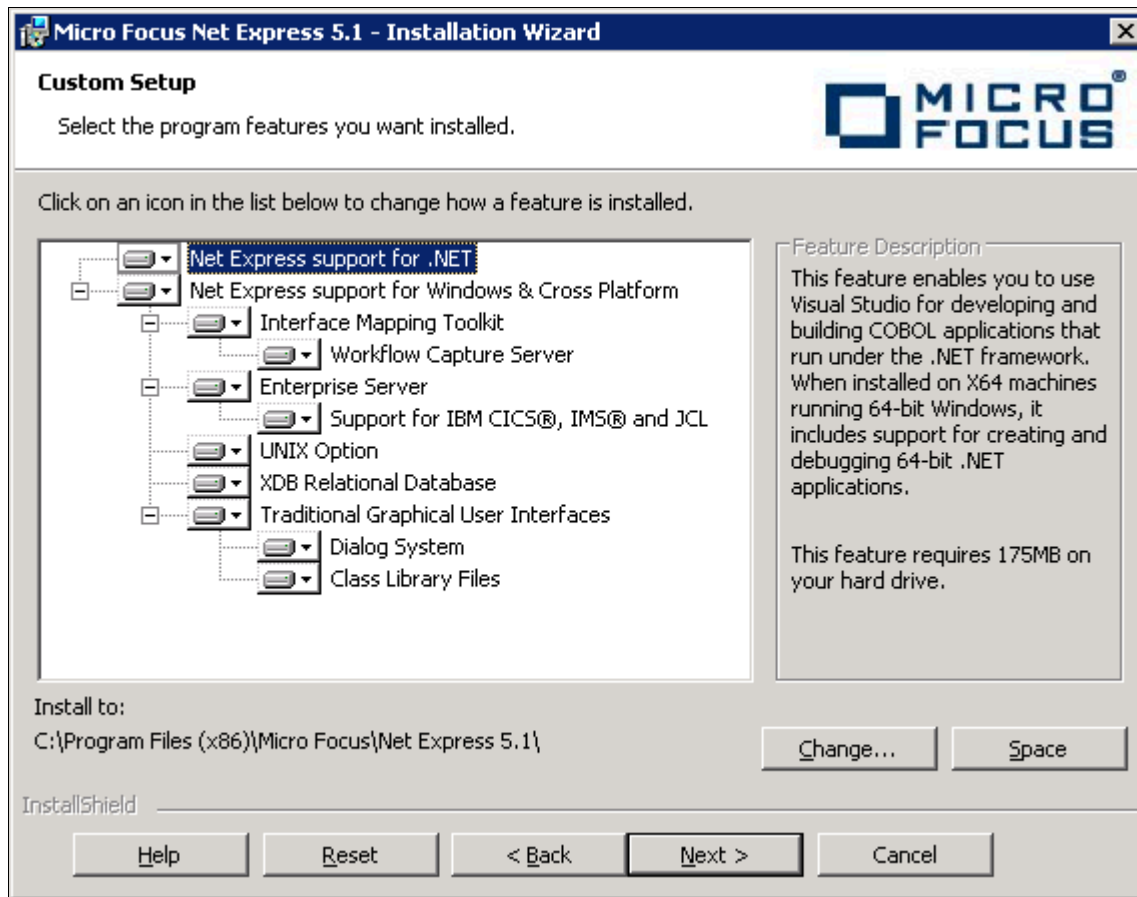 Micro Focus Net Express 5.1 - Installation Wizard
Custom Setup
Select the program features you want installed.
MICRO
FOCUS®
Click on an icon in the list below to change how a feature is installed.
Net Express support for .NET
Net Express support for Windows & Cross Platform
Interface Mapping Toolkit
Workflow Capture Server
Enterprise Server
Support for IBM CICS®, IMS® and JCL
UNIX Option
XDB Relational Database
Traditional Graphical User Interfaces
Dialog System
Class Library Files
Feature Description
This feature enables you to use
Visual Studio for developing and
building COBOL applications that
run under the .NET framework.
When installed on X64 machines
running 64-bit Windows, it
includes support for creating and
debugging 64-bit .NET
applications.
This feature requires 175MB on
your hard drive.
Install to:
C:\Program Files (x86)\Micro Focus\Net Express 5.1\
Change...
Space
InstallShield
Help
Reset
< Back
Next >
Cancel